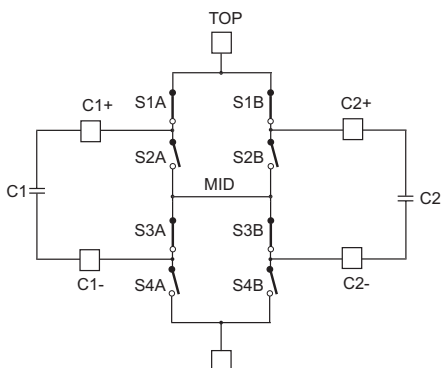 TOP
C1+
S1A
S1B
C2+
S2A
S2B
C1
MID
C2
S3A
S3B
C1-
S4A
S4B
C2-